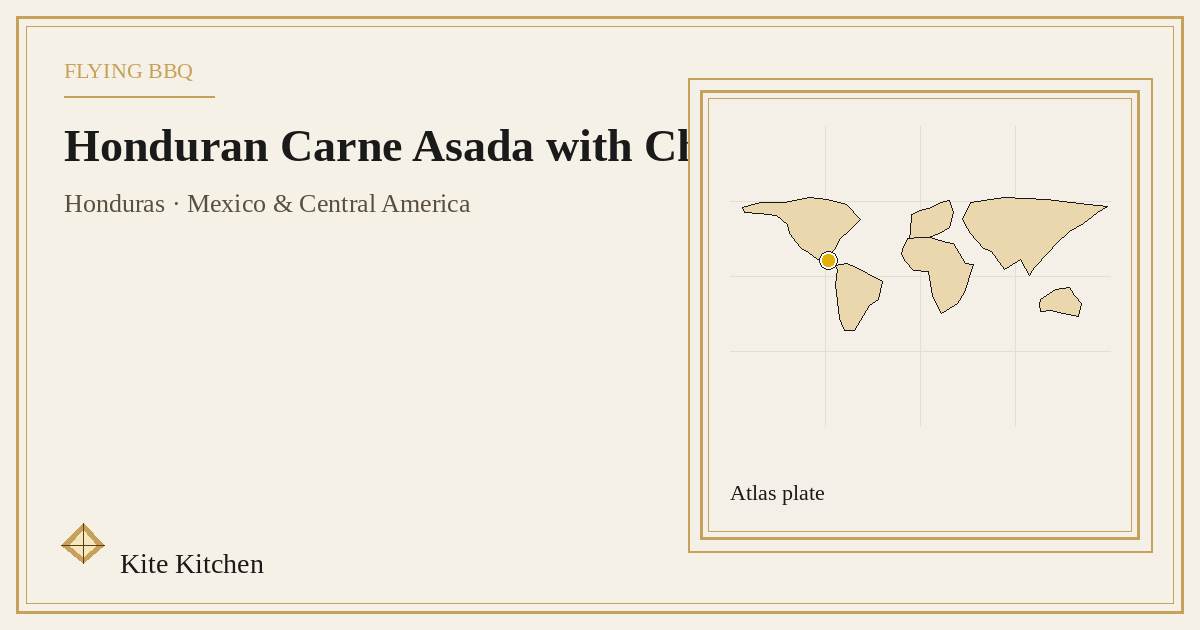 FLYING BBQ
Honduran Carne Asada with
Honduras · Mexico & Central America
Atlas plate
Kite Kitchen